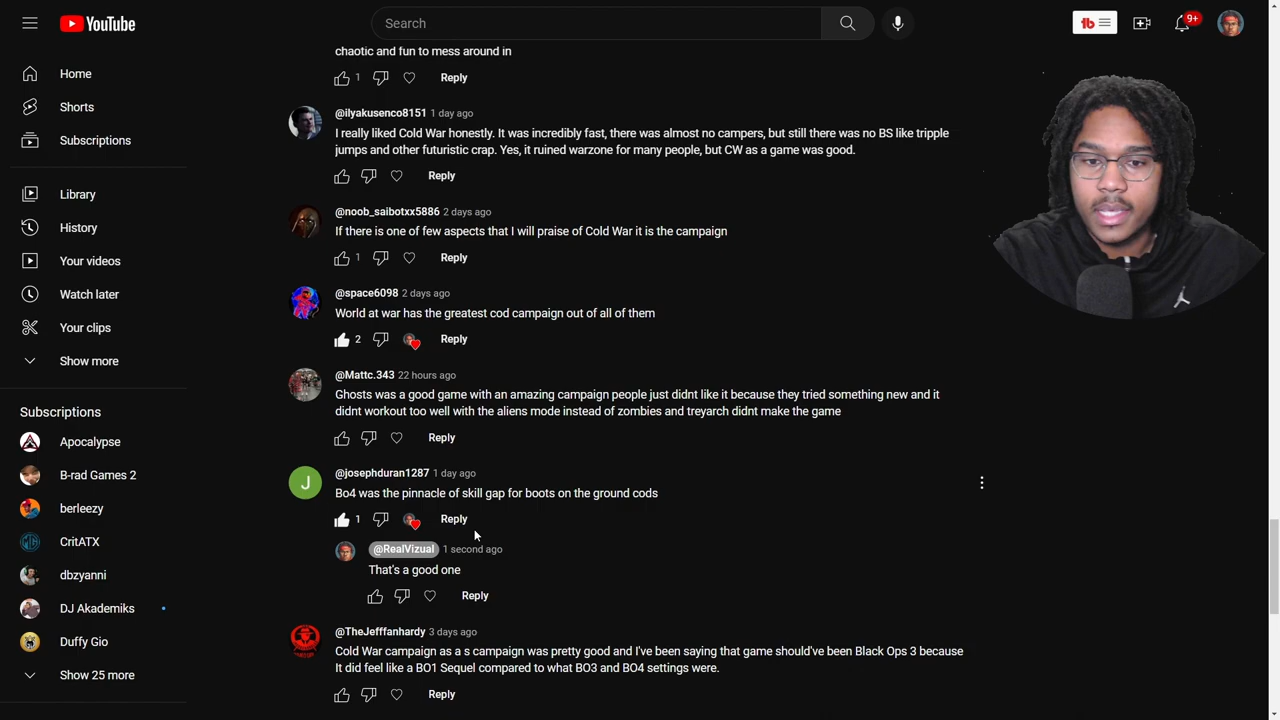 YouTube
Search
9+
Home
Shorts
Subscriptions
Library
History
Your videos
Watch later
Your clips
Show more
Subscriptions
Apocalypse
B-rad Games 2
berleezy
CritATX
dbzyanni
DJ Akademiks
Duffy Gio
Show 25 more
chaotic and fun to mess around in
1 Reply
@ilyakusenco8151 1 day ago
I really liked Cold War honestly. It was incredibly fast, there was almost no campers, but still there was no BS like tripple
jumps and other futuristic crap. Yes, it ruined warzone for many people, but CW as a game was good.
Reply
@noob_saibotxx5886 2 days ago
If there is one of few aspects that I will praise of Cold War it is the campaign
1 Reply
@space6098 2 days ago
World at war has the greatest cod campaign out of all of them
2 Reply
@Mattc.343 22 hours ago
Ghosts was a good game with an amazing campaign people just didnt like it because they tried something new and it
didnt workout too well with the aliens mode instead of zombies and treyarch didnt make the game
Reply
J
@josephduran1287 1 day ago
Bo4 was the pinnacle of skill gap for boots on the ground cods
1 Reply
@RealVizual 1 second ago
That's a good one
Reply
@TheJefffanhardy 3 days ago
Cold War campaign as a s campaign was pretty good and I've been saying that game should've been Black Ops 3 because
It did feel like a BO1 Sequel compared to what BO3 and BO4 settings were.
Reply